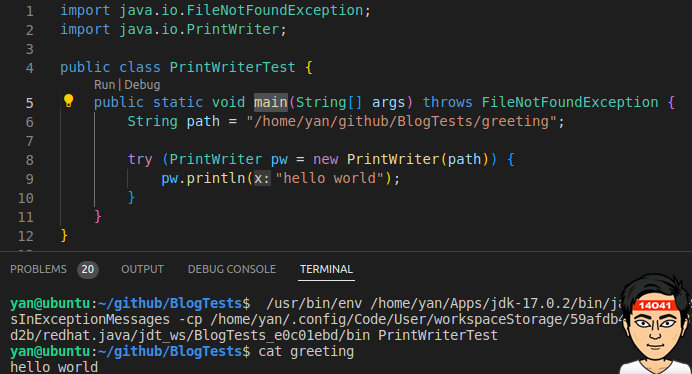 1 import java.io.FileNotFoundException;
2 import java.io.PrintWriter;
3
4 public class PrintWriterTest {
Run | Debug
5 public static void main(String[] args) throws FileNotFoundException {
6 String path = "/home/yan/github/BlogTests/greeting";
7
8 try (PrintWriter pw = new PrintWriter(path)) {
9 pw.println(x: "hello world");
10 }
11 }
12 }
PROBLEMS 20 OUTPUT DEBUG CONSOLE TERMINAL
yan@ubuntu:~/github/BlogTests$ /usr/bin/env /home/yan/Apps/jdk-17.0.2/bin/ja
sInExceptionMessages -cp /home/yan/.config/Code/User/workspaceStorage/59afdb
d2b/redhat.java/jdt_ws/BlogTests_e0c01ebd/bin PrintWriterTest
yan@ubuntu:~/github/BlogTests$ cat greeting
hello world
14041